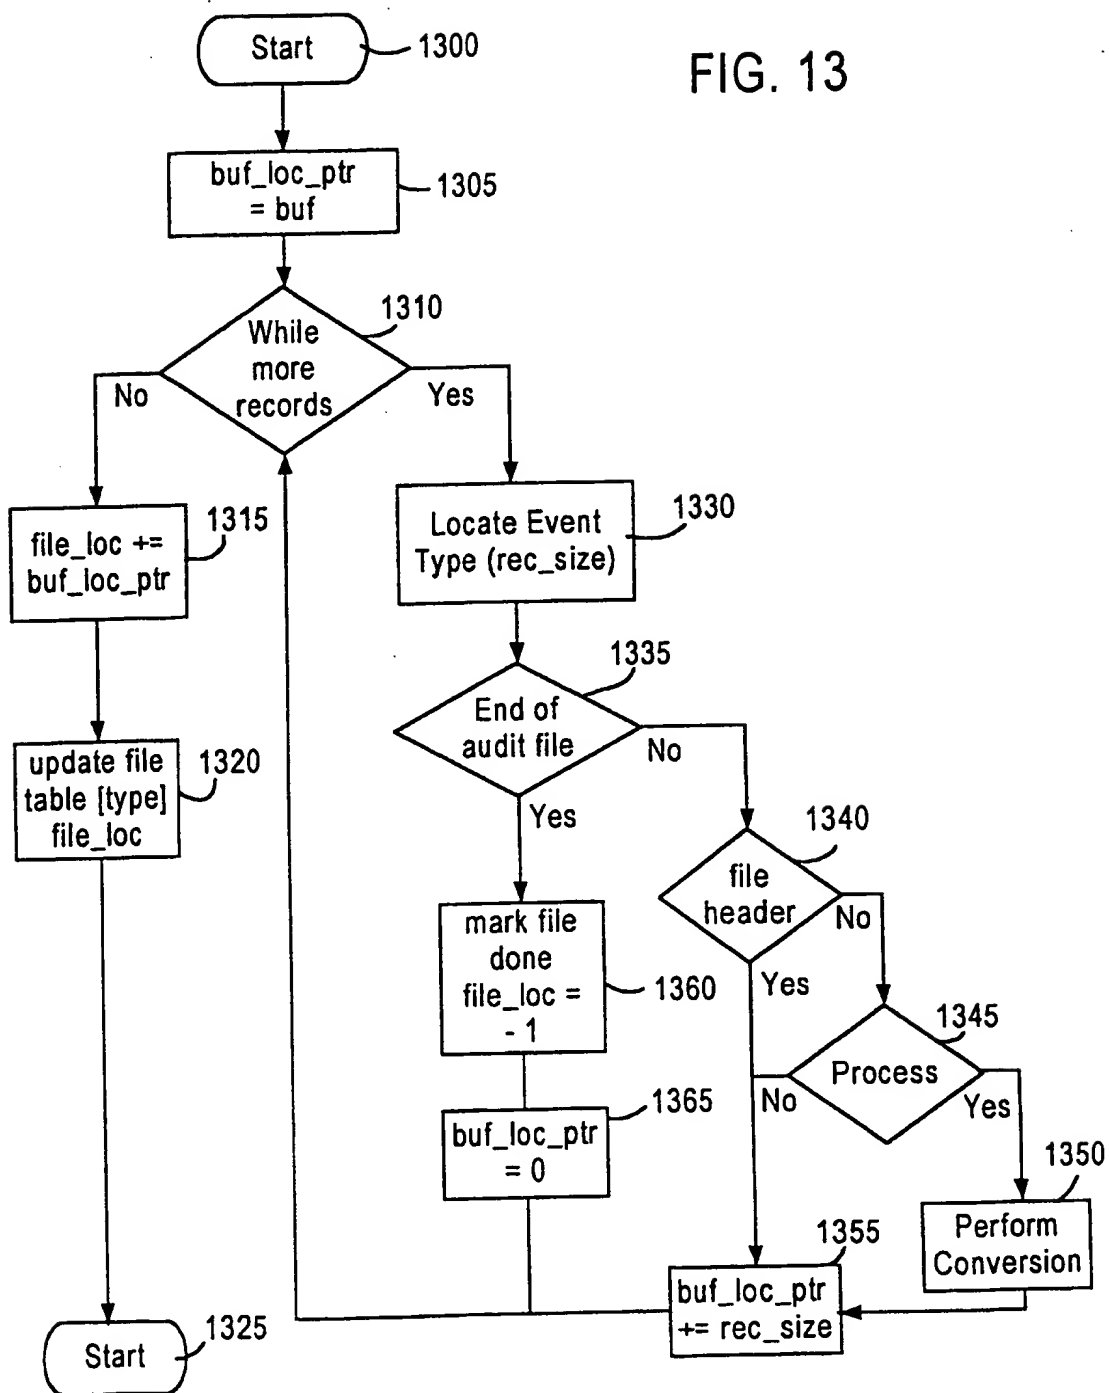 Start
1300
FIG. 13
buf_loc_ptr
= buf
1305
While
more
records
1310
No
Yes
file_loc +=
buf_loc_ptr
1315
Locate Event
Type (rec_size)
1330
update file
table [type]
file_loc
1320
End of
audit file
1335
No
Yes
file
header
1340
No
Yes
mark file
done
file_loc =
- 1
1360
Process
1345
No
Yes
buf_loc_ptr
= 0
1365
Perform
Conversion
1350
buf_loc_ptr
+= rec_size
1355
Start
1325